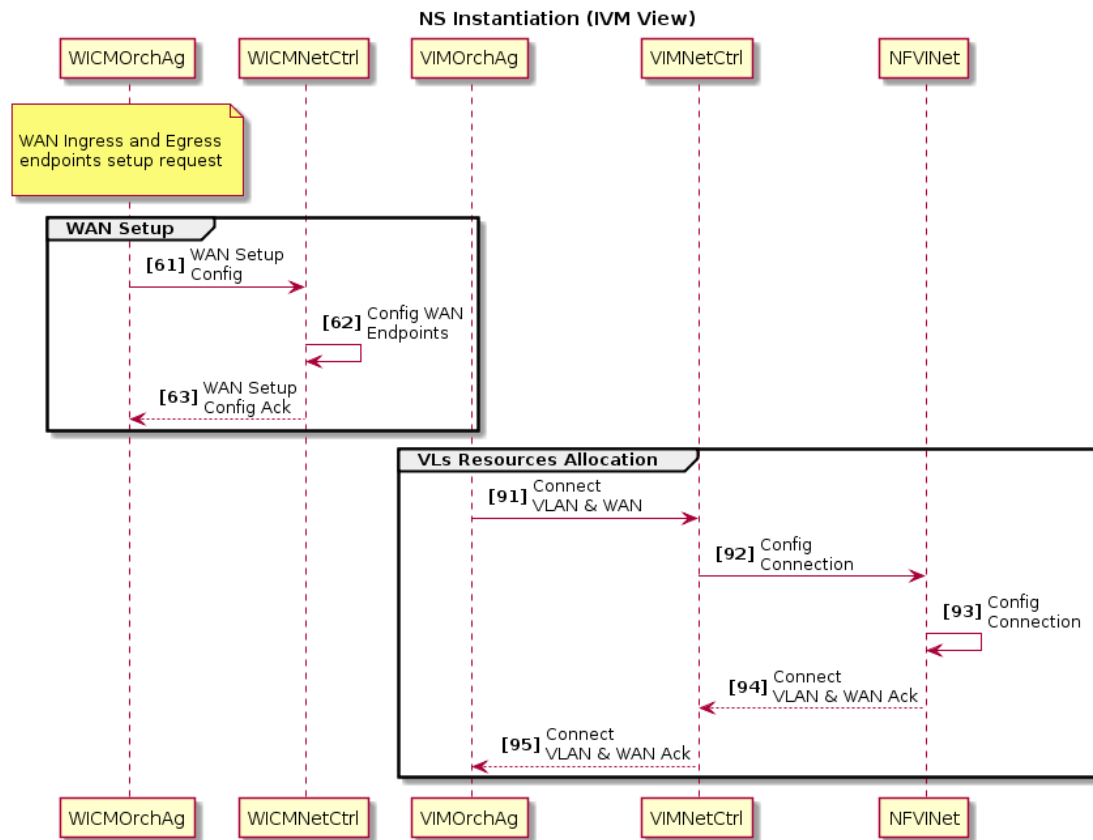 NS Instantiation (IVM View)
WICMOrchAg
WICMNetCtrl
VIMOrchAg
VIMNetCtrl
NFVINet
WAN Ingress and Egress
endpoints setup request
WAN Setup
[61] WAN Setup
Config
[62] Config WAN
Endpoints
[63] WAN Setup
Config Ack
VLs Resources Allocation
[91] Connect
VLAN & WAN
[92] Config
Connection
[93] Config
Connection
[94] Connect
VLAN & WAN Ack
[95] Connect
VLAN & WAN Ack
WICMOrchAg
WICMNetCtrl
VIMOrchAg
VIMNetCtrl
NFVINet